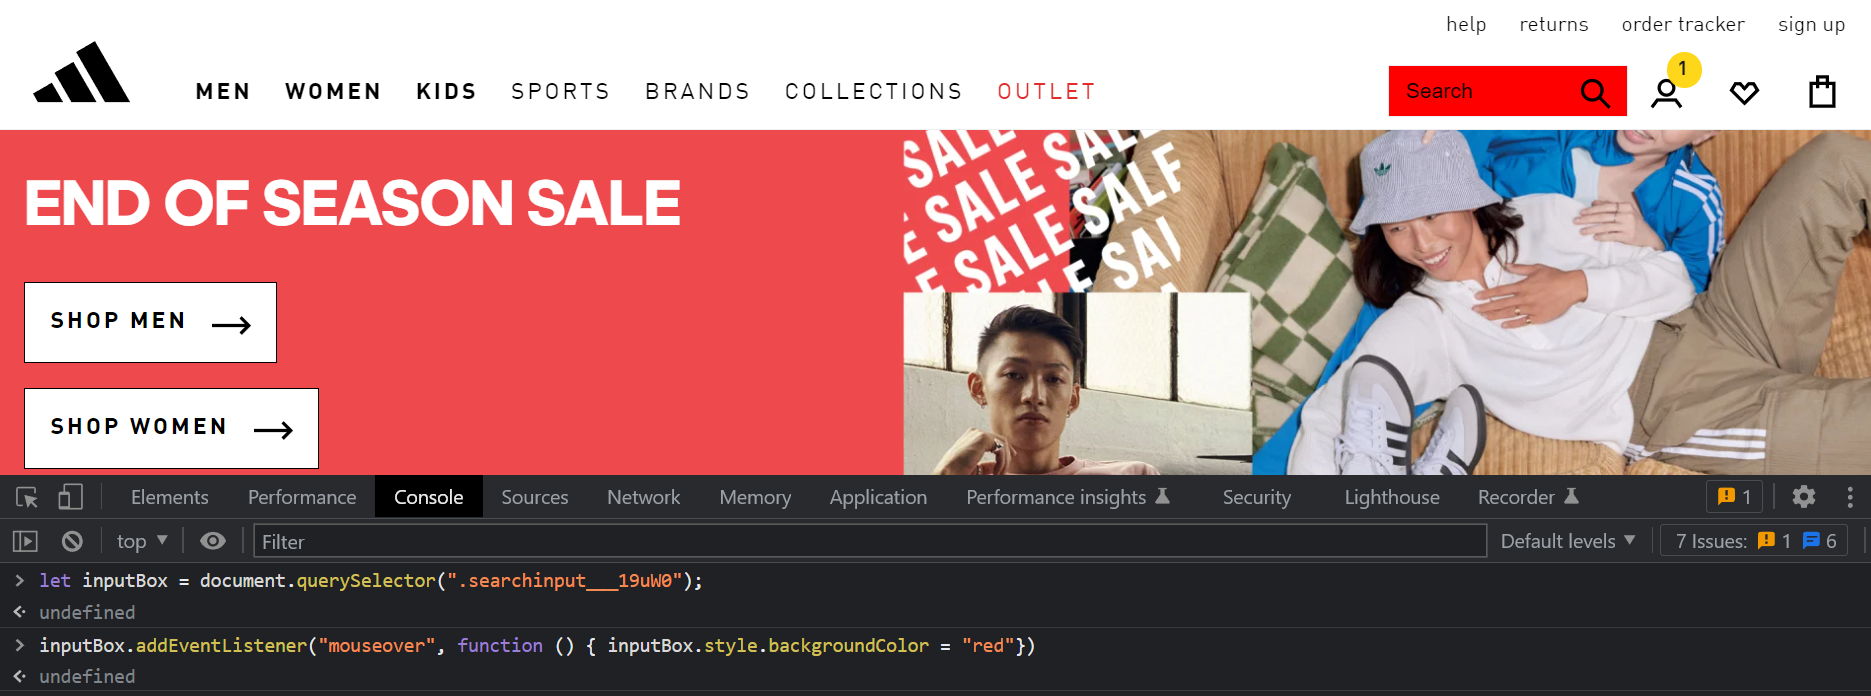 help returns order tracker sign up
MEN WOMEN KIDS SPORTS BRANDS COLLECTIONS OUTLET Search 1
END OF SEASON SALE
SALE
SALE SALE
SALE SALE
SALE SALE
SHOP MEN
SHOP WOMEN
Elements Performance Console Sources Network Memory Application Performance insights Security Lighthouse Recorder 1
top Filter Default levels 7 Issues: 1 6
let inputBox = document.querySelector(".searchinput___19uW0");
undefined
inputBox.addEventListener("mouseover", function () { inputBox.style.backgroundColor = "red"})
undefined